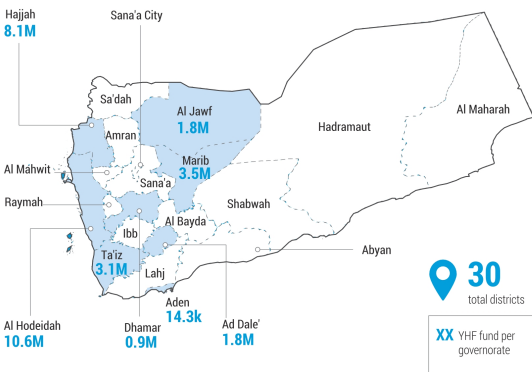 Hajjah
8.1M
Sana'a City
Sa'dah
Al Jawf
1.8M
Amran
Hadramaut
Al Maharah
Marib
3.5M
Al Mahwit
Sana'a
Raymah
Shabwah
Al Bayda
Ibb
Abyan
Ta'iz
3.1M
Lahj
Aden
14.3k
Al Hodeidah
10.6M
Dhamar
0.9M
Ad Dale'
1.8M
30
total districts
XX YHF fund per
governorate